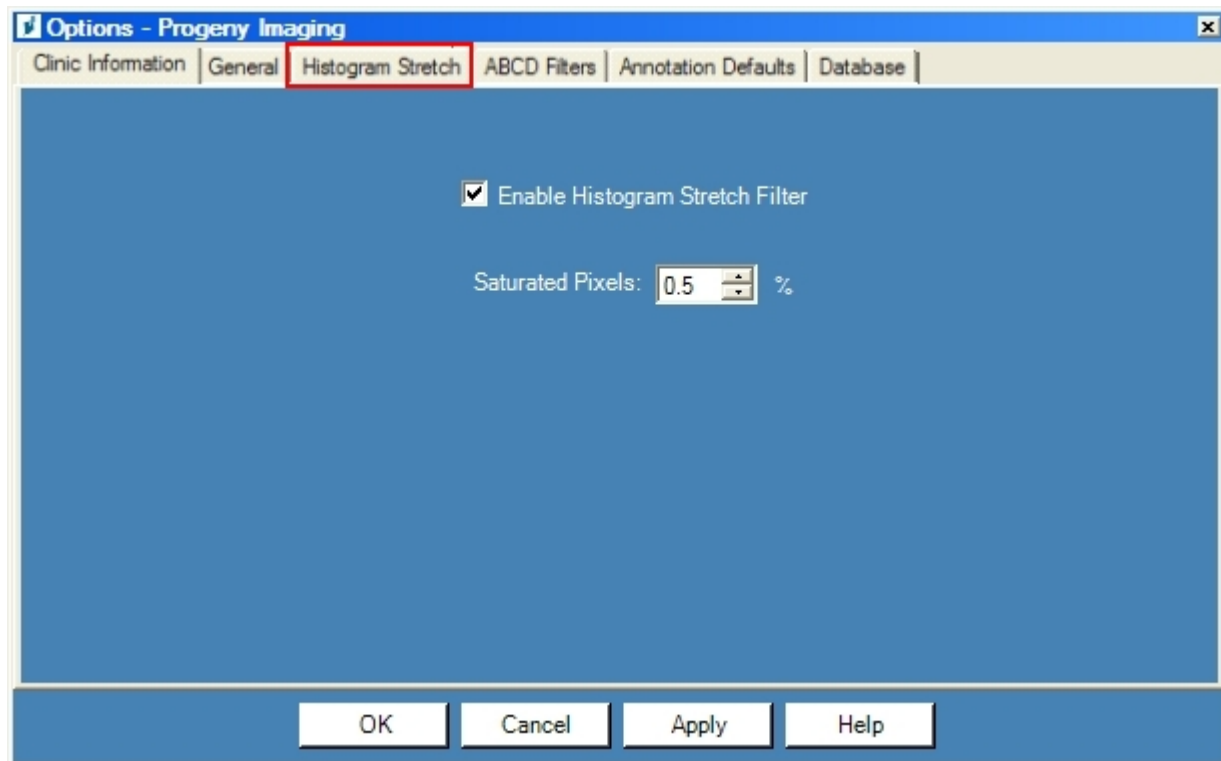 Options - Progeny Imaging
Clinic Information General Histogram Stretch ABCD Filters Annotation Defaults Database
Enable Histogram Stretch Filter
Saturated Pixels: 0.5 %
OK Cancel Apply Help